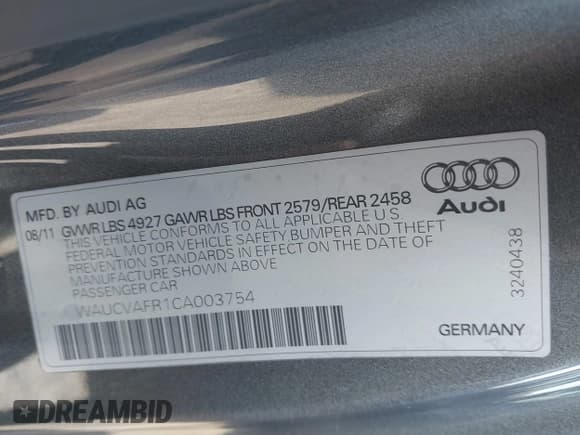 MFD. BY AUDI AG
08/11 GVWR LBS 4927 GAWR LBS FRONT 2579/REAR 2458
THIS VEHICLE CONFORMS TO ALL APPLICABLE U.S.
FEDERAL MOTOR VEHICLE SAFETY, BUMPER AND THEFT
PREVENTION STANDARDS IN EFFECT ON THE DATE OF
MANUFACTURE SHOWN ABOVE
PASSENGER CAR
WAUCVAFR1CA003754
Audi
3240438
GERMANY
DREAMBID